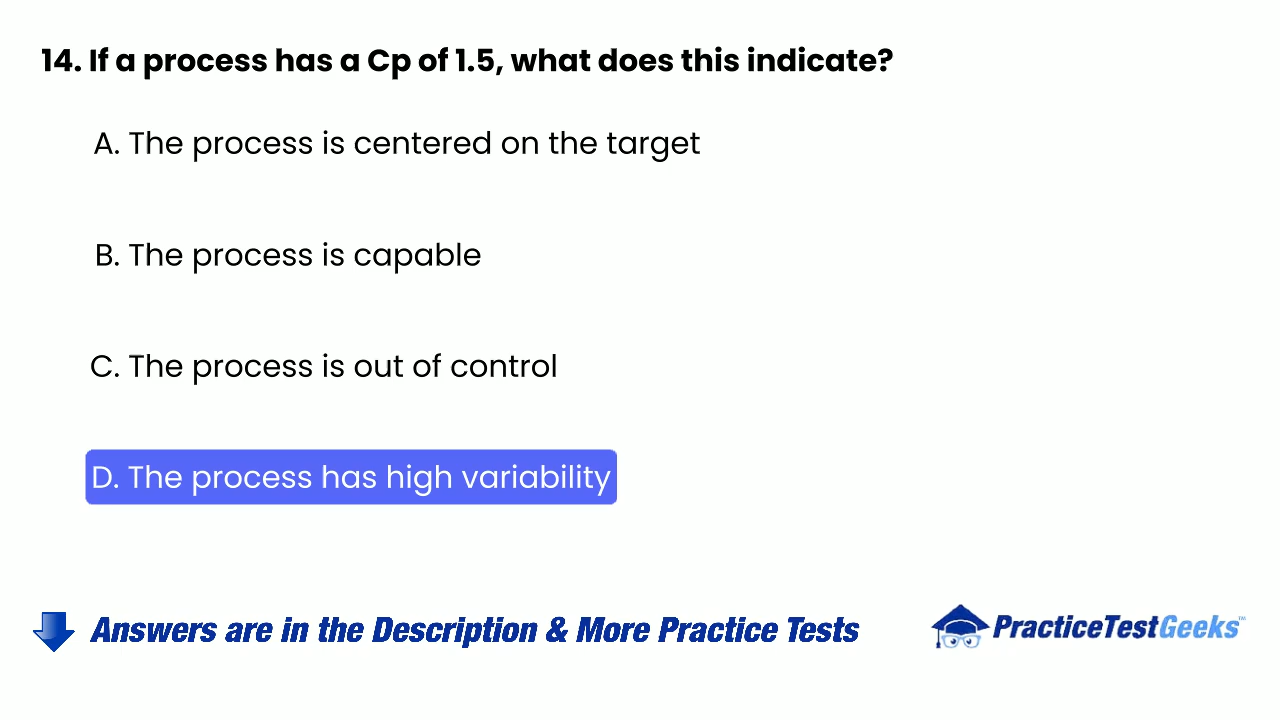 14. If a process has a Cp of 1.5, what does this indicate?
A. The process is centered on the target
B. The process is capable
C. The process is out of control
D. The process has high variability
Answers are in the Description & More Practice Tests
PracticeTestGeeks™